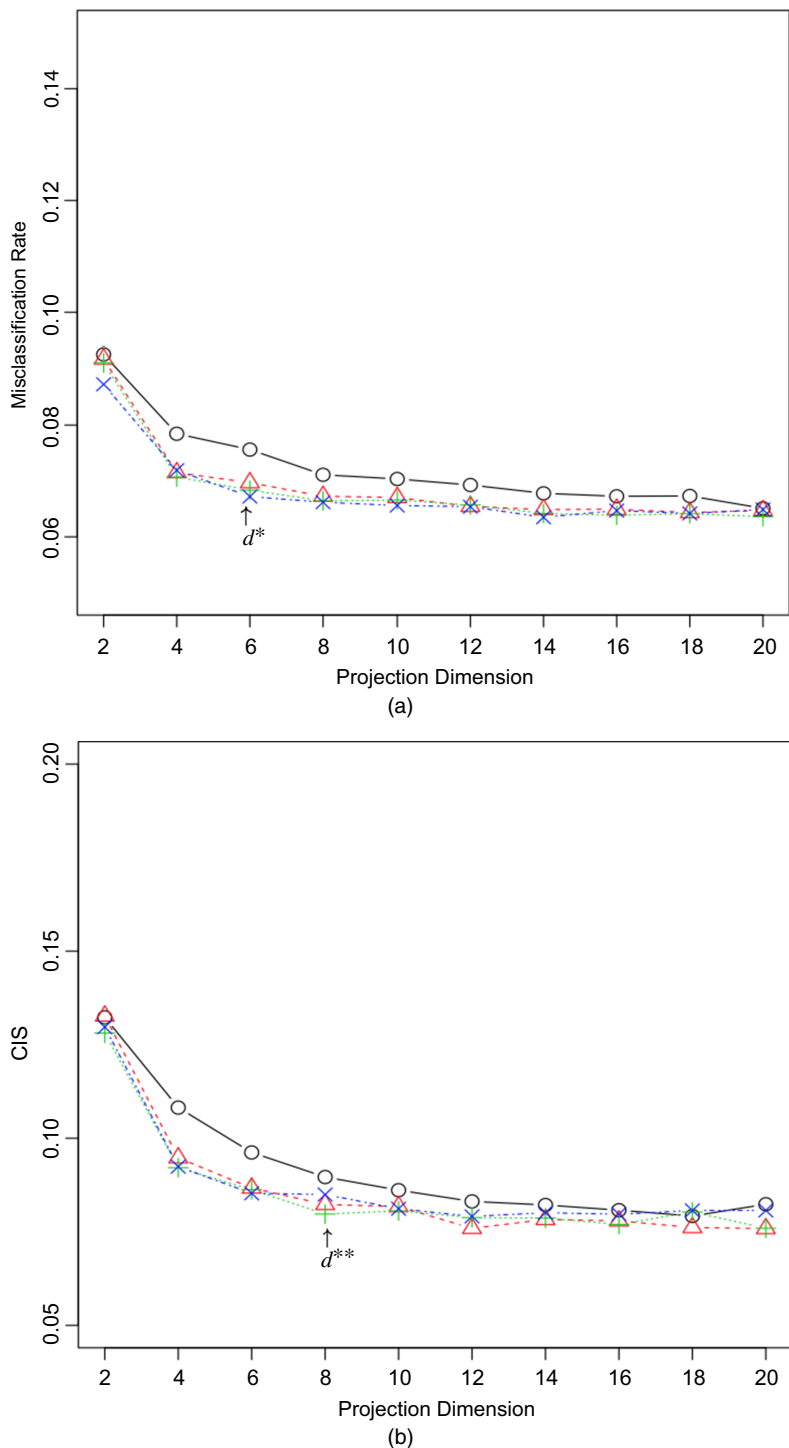 0.14
0.12
0.10
0.08
0.06
Misclassification Rate
↑
d*
2 4 6 8 10 12 14 16 18 20
Projection Dimension
(a)
0.20
0.15
0.10
0.05
CIS
↑
d**
2 4 6 8 10 12 14 16 18 20
Projection Dimension
(b)